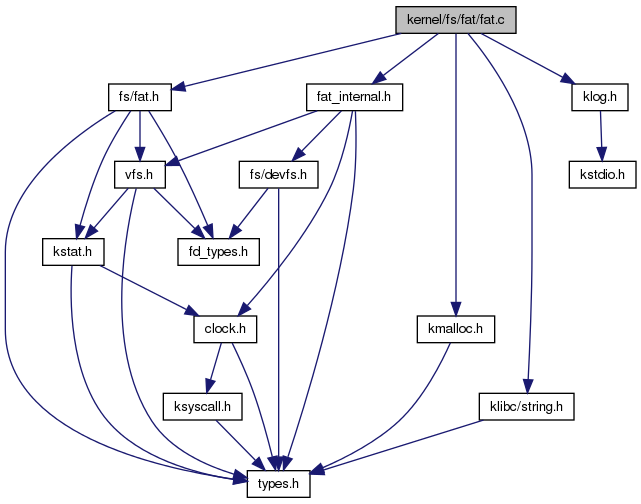 kernel/fs/fat/fat.c
fs/fat.h
fat_internal.h
klog.h
vfs.h
fs/devfs.h
kstdio.h
kstat.h
fd_types.h
clock.h
kmalloc.h
ksyscall.h
klibc/string.h
types.h